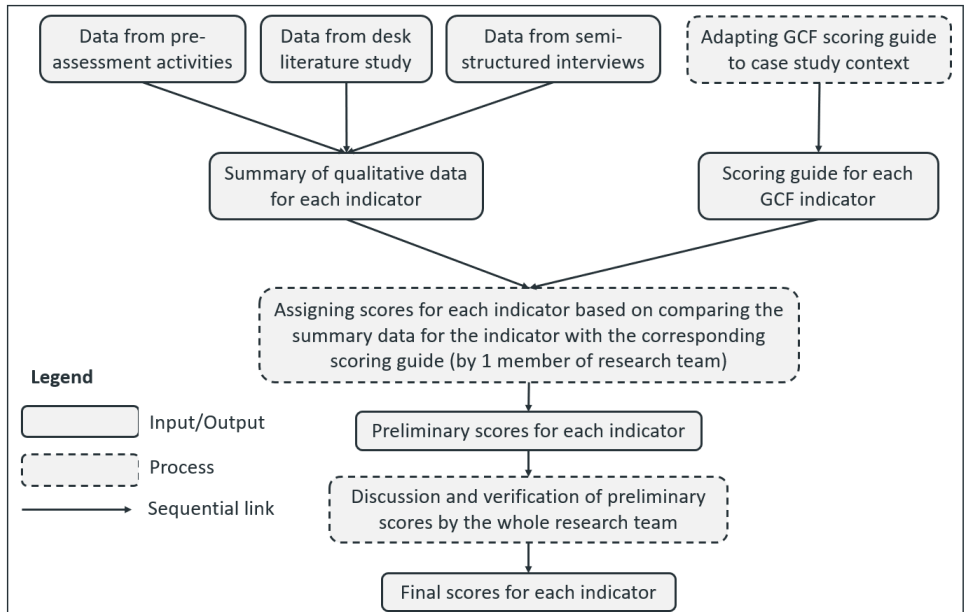 Data from pre-
assessment activities
Data from desk
literature study
Data from semi-
structured interviews
Adapting GCF scoring guide
to case study context
Summary of qualitative data
for each indicator
Scoring guide for each
GCF indicator
Assigning scores for each indicator based on comparing the
summary data for the indicator with the corresponding
scoring guide (by 1 member of research team)
Legend
Input/Output
Process
Sequential link
Preliminary scores for each indicator
Discussion and verification of preliminary
scores by the whole research team
Final scores for each indicator